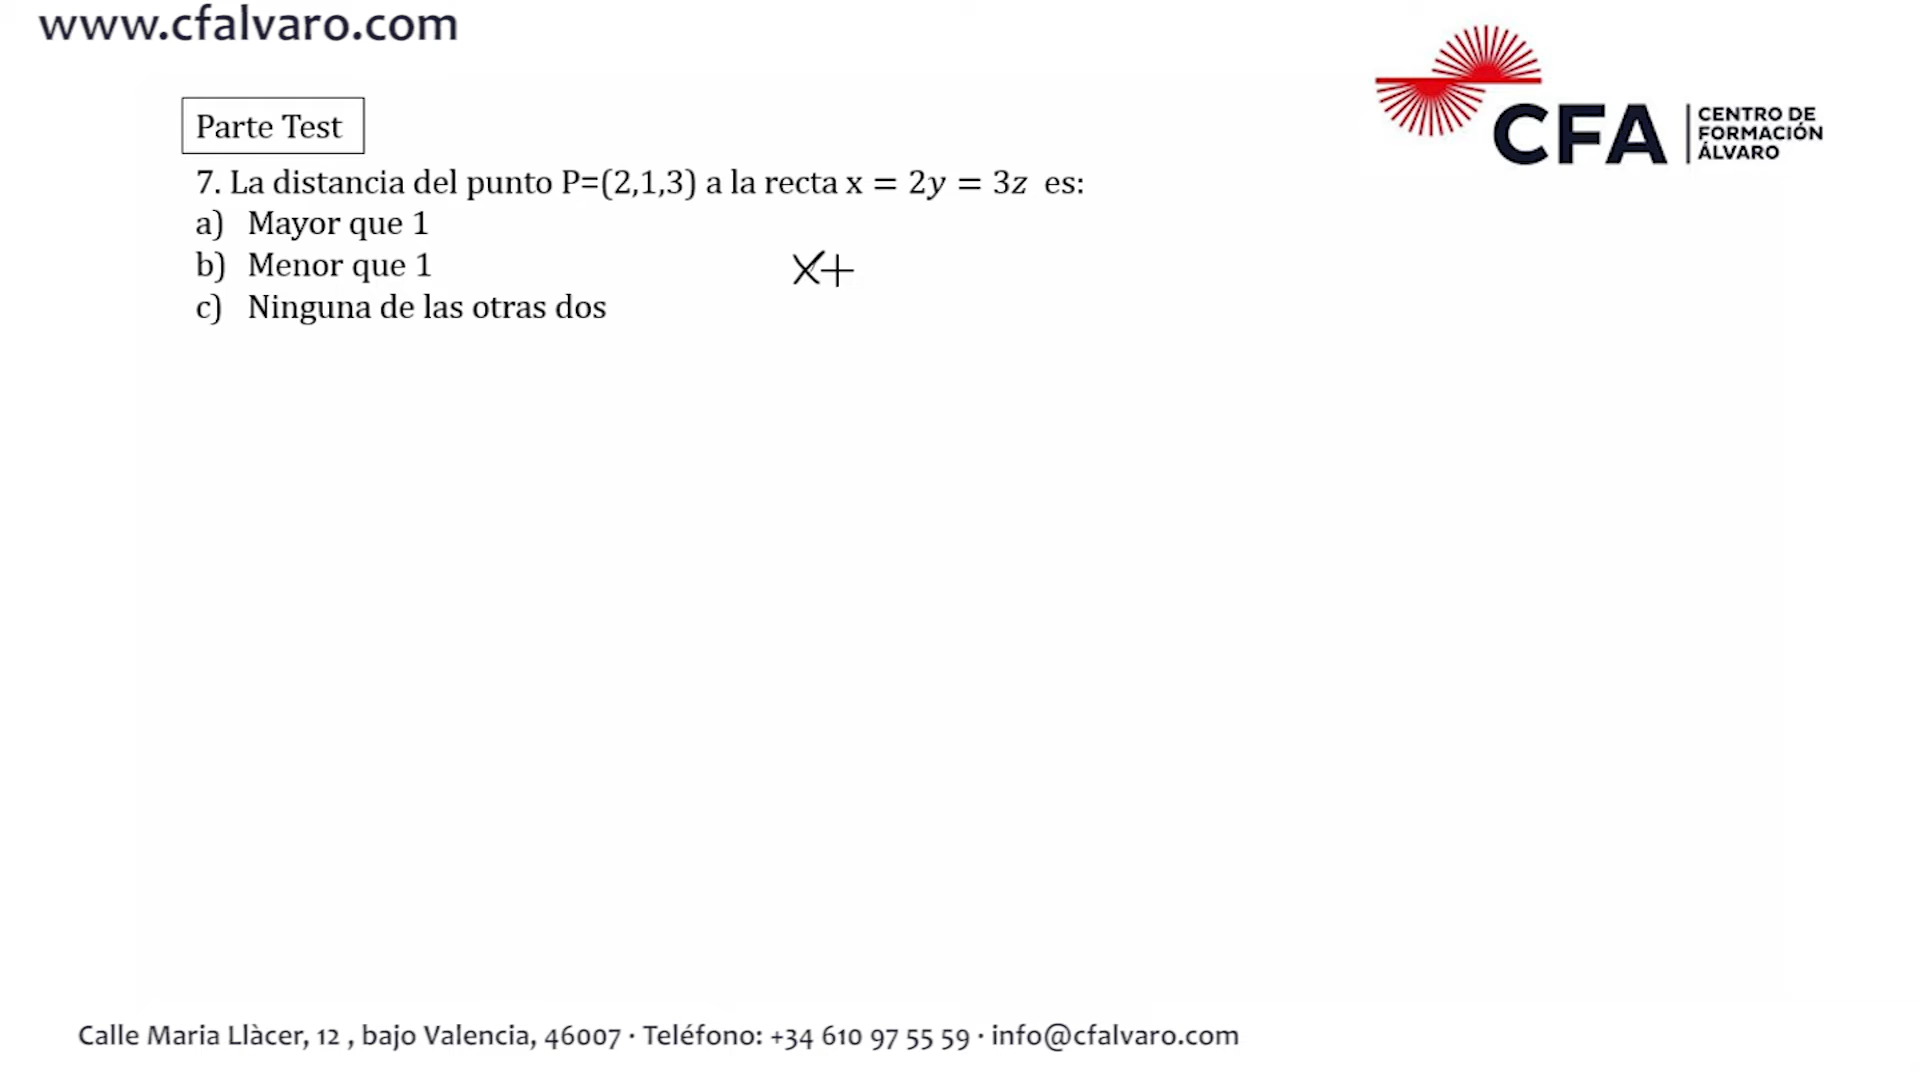 www.cfalvaro.com
CFA CENTRO DE
FORMACIÓN
ÁLVARO
Parte Test
7. La distancia del punto P=(2,1,3) a la recta x = 2y = 3z es:
a) Mayor que 1
b) Menor que 1
c) Ninguna de las otras dos
x+
Calle Maria Llàcer, 12 , bajo Valencia, 46007 · Teléfono: +34 610 97 55 59 · info@cfalvaro.com